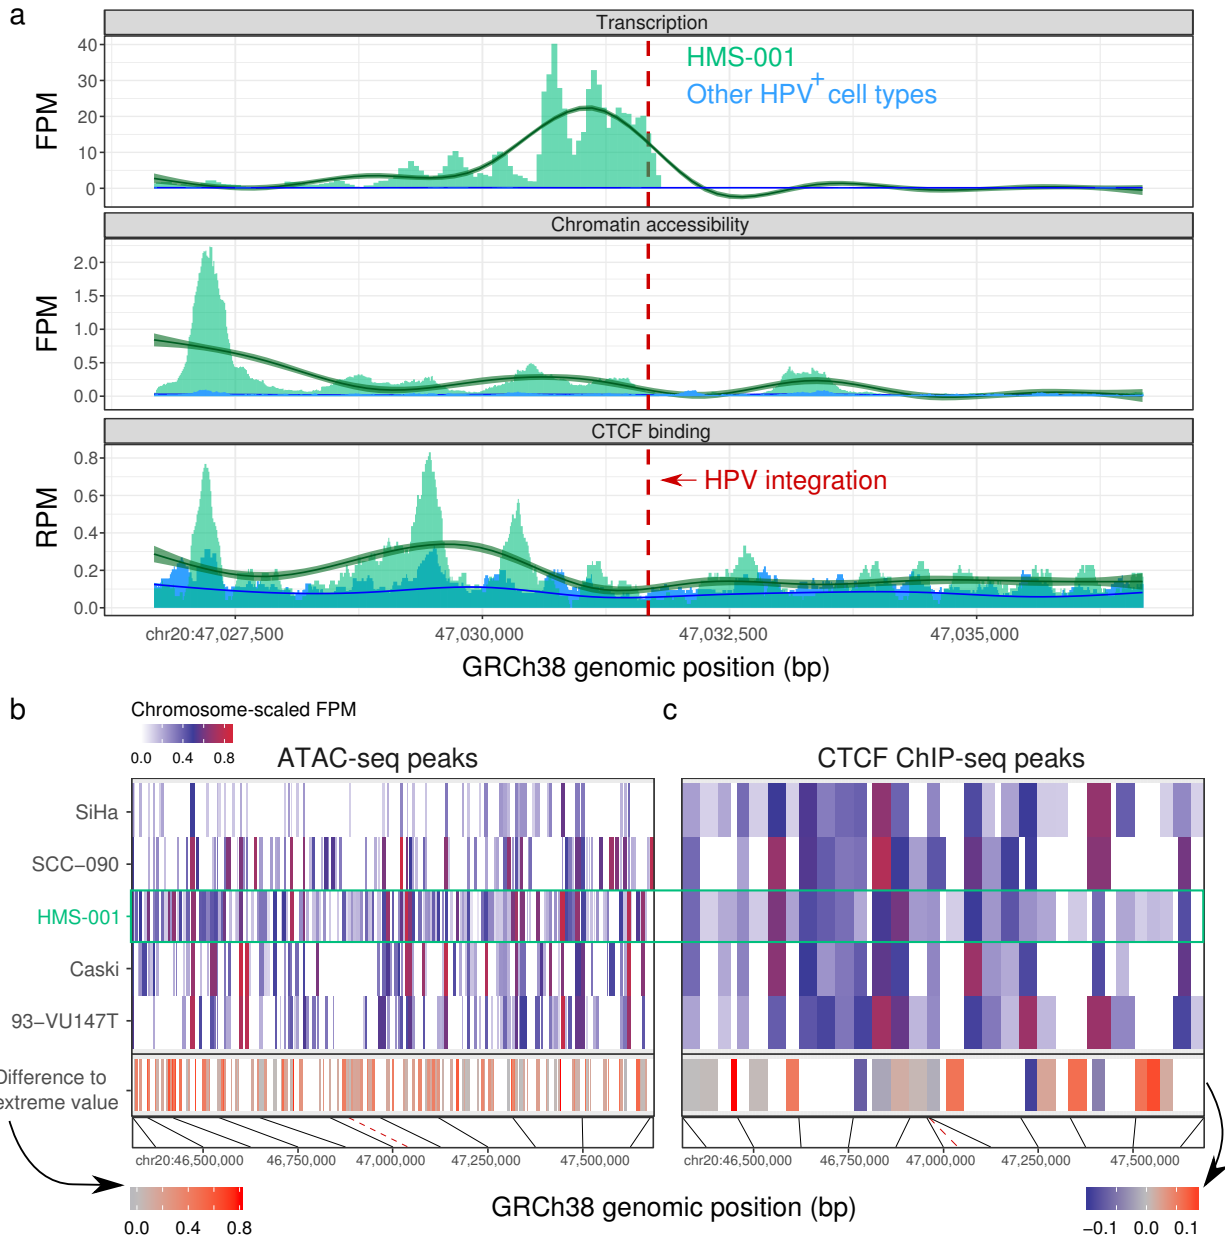 a
Transcription
FPM
40
30
20
10
0
HMS-001
Other HPV+ cell types
Chromatin accessibility
FPM
2.0
1.5
1.0
0.5
0.0
CTCF binding
RPM
0.8
0.6
0.4
0.2
0.0
HPV integration
chr20:47,027,500 47,030,000 47,032,500 47,035,000
GRCh38 genomic position (bp)
b
Chromosome-scaled FPM
0.0 0.4 0.8
ATAC-seq peaks
c
CTCF ChIP-seq peaks
SiHa
SCC−090
HMS-001
Caski
93−VU147T
Difference to
extreme value
chr20:46,500,000 46,750,000 47,000,000 47,250,000 47,500,000
chr20:46,500,000 46,750,000 47,000,000 47,250,000 47,500,000
0.0 0.4 0.8
GRCh38 genomic position (bp)
−0.1 0.0 0.1